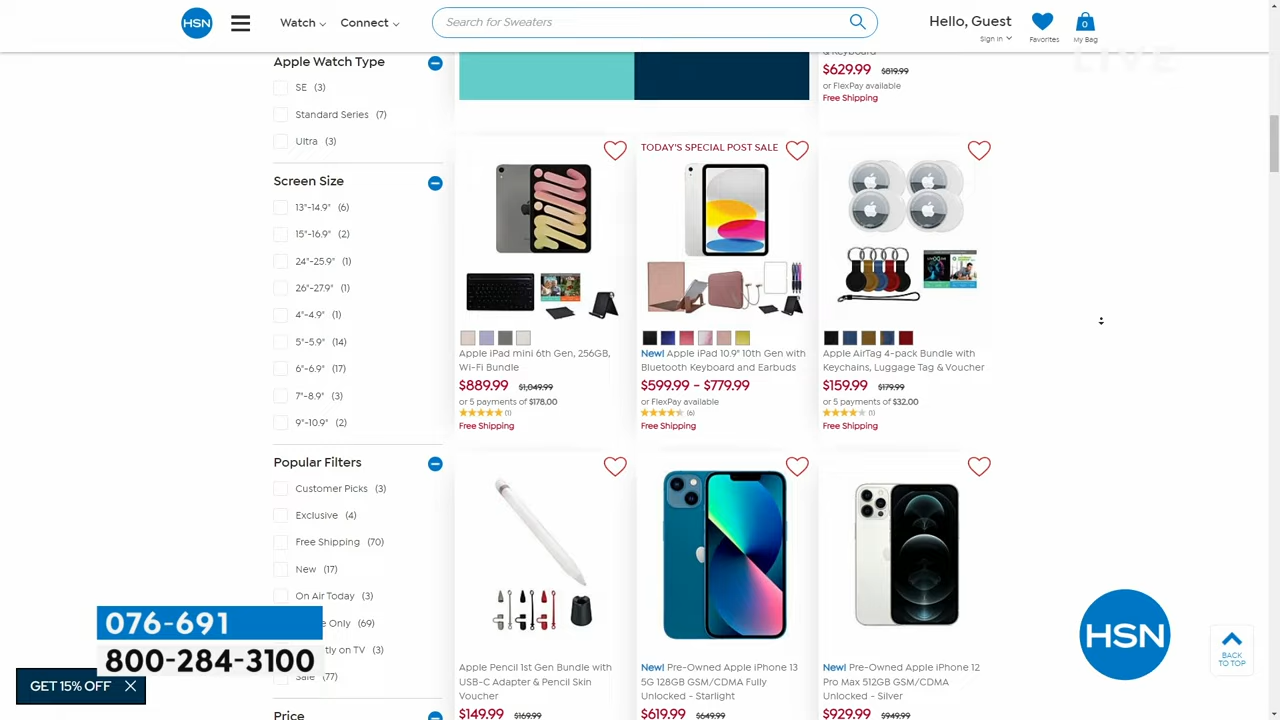 HSN
Watch
Connect
Search for Sweaters
Hello, Guest
Sign In
Favorites
0
My Bag
LIVE
Apple Watch Type
SE (3)
Standard Series (7)
Ultra (3)
Screen Size
13"-14.9" (6)
15"-16.9" (2)
24"-25.9" (1)
26"-27.9" (1)
4"-4.9" (1)
5"-5.9" (14)
6"-6.9" (17)
7"-8.9" (3)
9"-10.9" (2)
Popular Filters
Customer Picks (3)
Exclusive (4)
Free Shipping (70)
New (17)
On Air Today (3)
Only (69)
on TV (3)
Sale (77)
Price
& Keyboard
$629.99 $819.99
or FlexPay available
Free Shipping
Apple iPad mini 6th Gen, 256GB,
Wi-Fi Bundle
$889.99 $1,049.99
or 5 payments of $178.00
(1)
Free Shipping
TODAY'S SPECIAL POST SALE
New! Apple iPad 10.9" 10th Gen with
Bluetooth Keyboard and Earbuds
$599.99 - $779.99
or FlexPay available
(6)
Free Shipping
Apple AirTag 4-pack Bundle with
Keychains, Luggage Tag & Voucher
$159.99 $179.99
or 5 payments of $32.00
(1)
Free Shipping
Apple Pencil 1st Gen Bundle with
USB-C Adapter & Pencil Skin
Voucher
$149.99 $169.99
New! Pre-Owned Apple iPhone 13
5G 128GB GSM/CDMA Fully
Unlocked - Starlight
$619.99 $649.99
New! Pre-Owned Apple iPhone 12
Pro Max 512GB GSM/CDMA
Unlocked - Silver
$929.99 $949.99
076-691
800-284-3100
GET 15% OFF
HSN
BACK
TO TOP